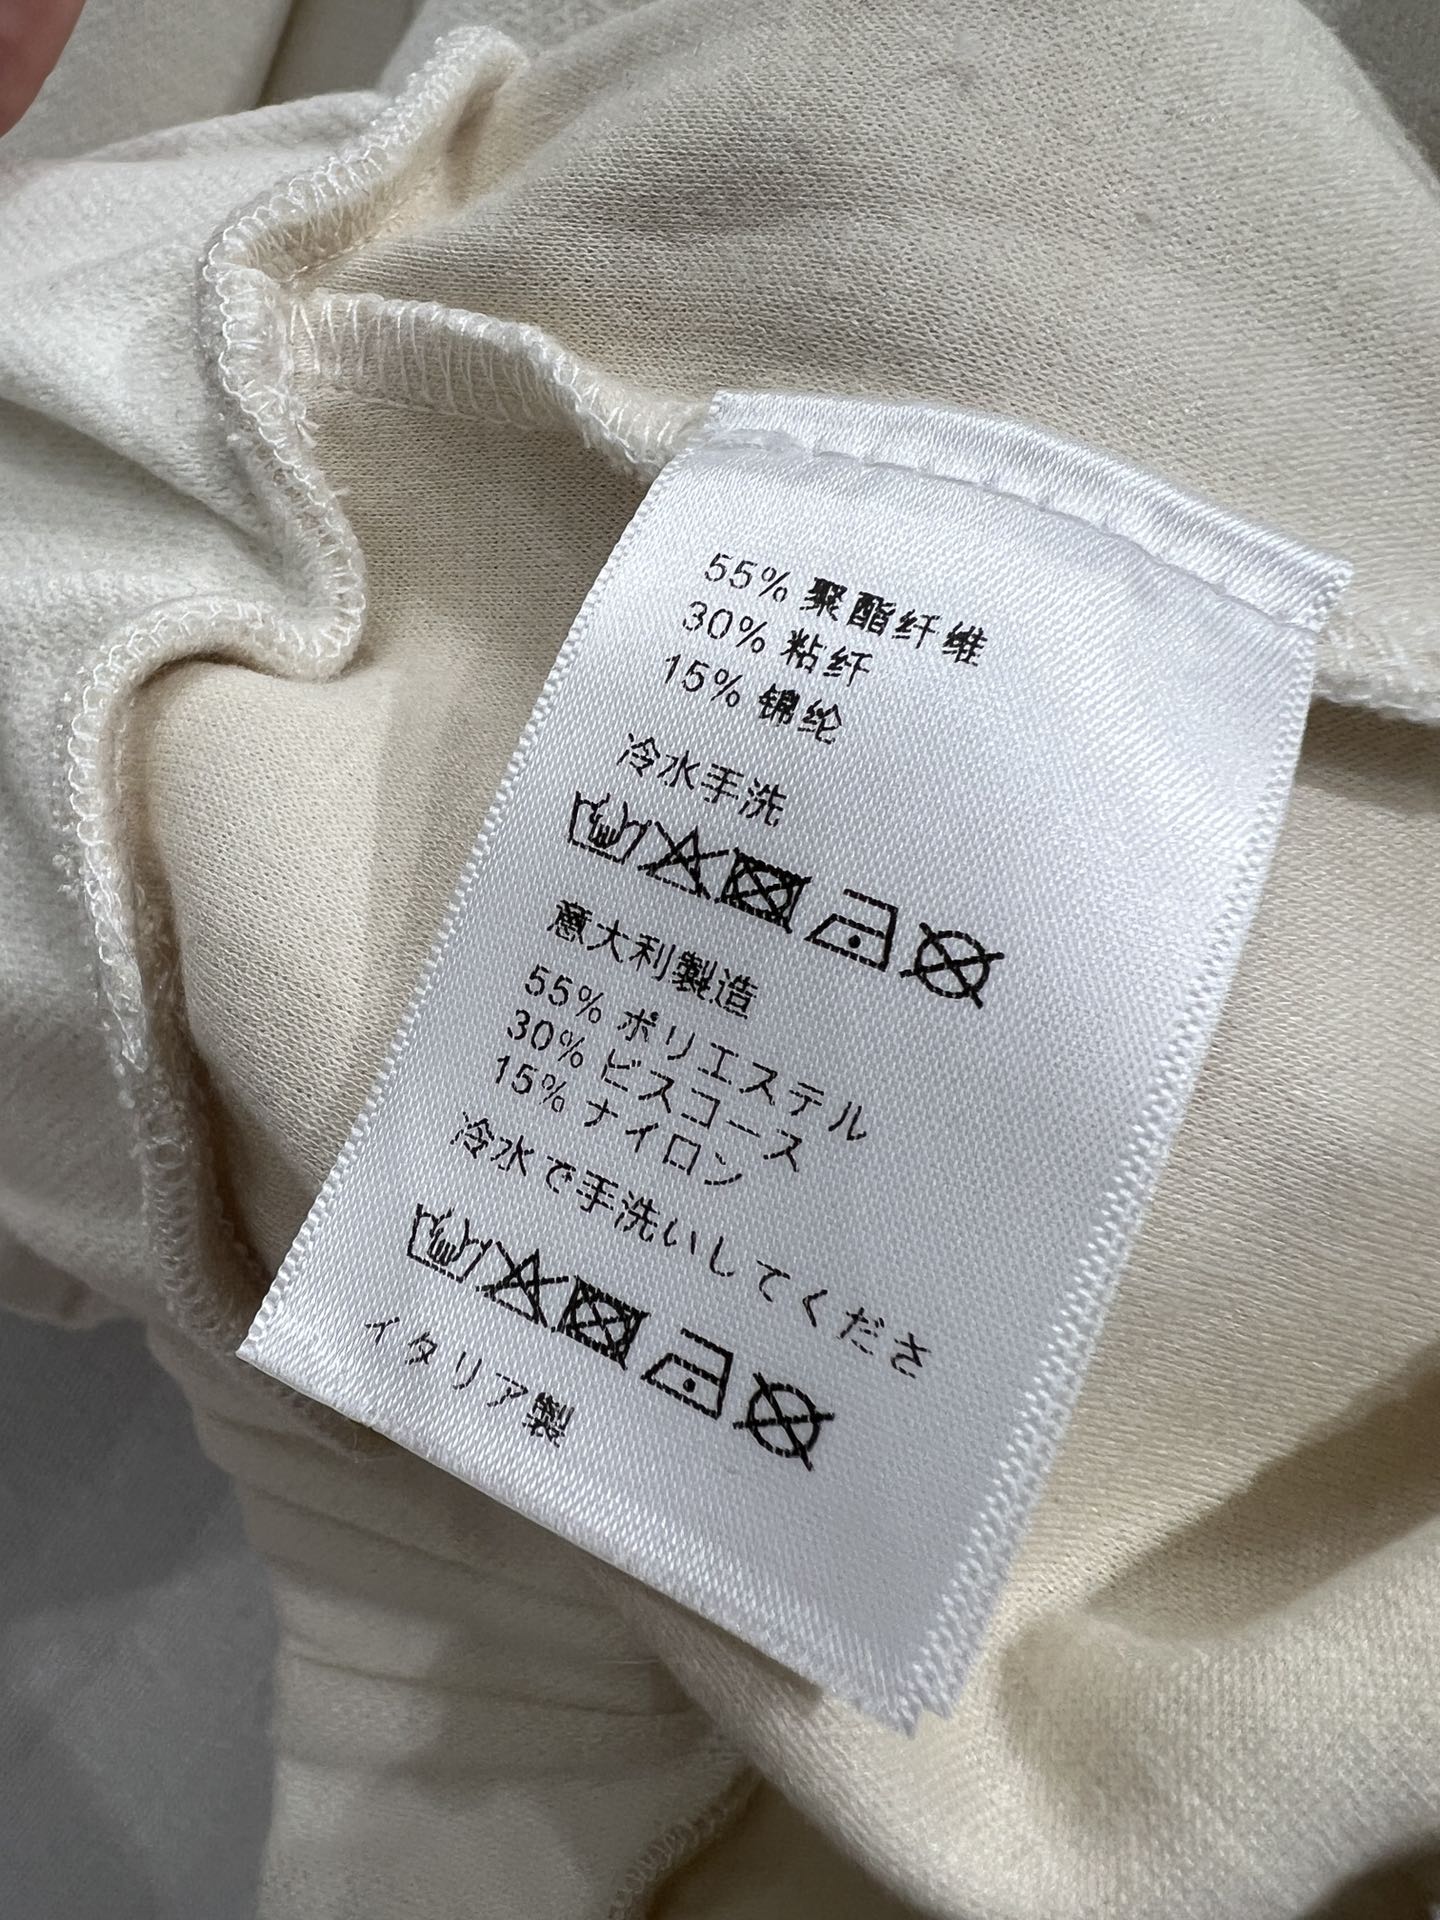 55% 聚酯纤维
30% 粘纤
15% 锦纶
冷水手洗
意大利製造
55% ポリエステル
30% ビスコース
15% ナイロン
冷水で手洗いしてくださ
イタリア製